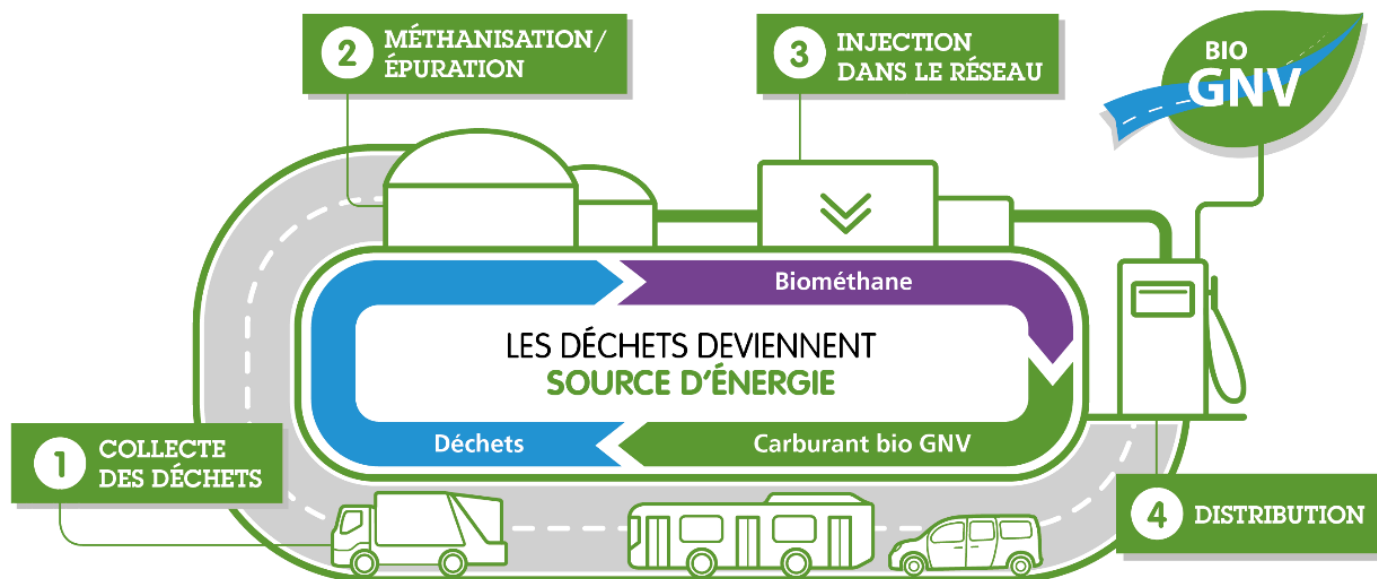 2
MÉTHANISATION/
ÉPURATION
3
INJECTION
DANS LE RÉSEAU
BIO
GNV
Biométhane
LES DÉCHETS DEVIENNENT
SOURCE D'ÉNERGIE
Déchets
Carburant bio GNV
1
COLLECTE
DES DÉCHETS
4
DISTRIBUTION